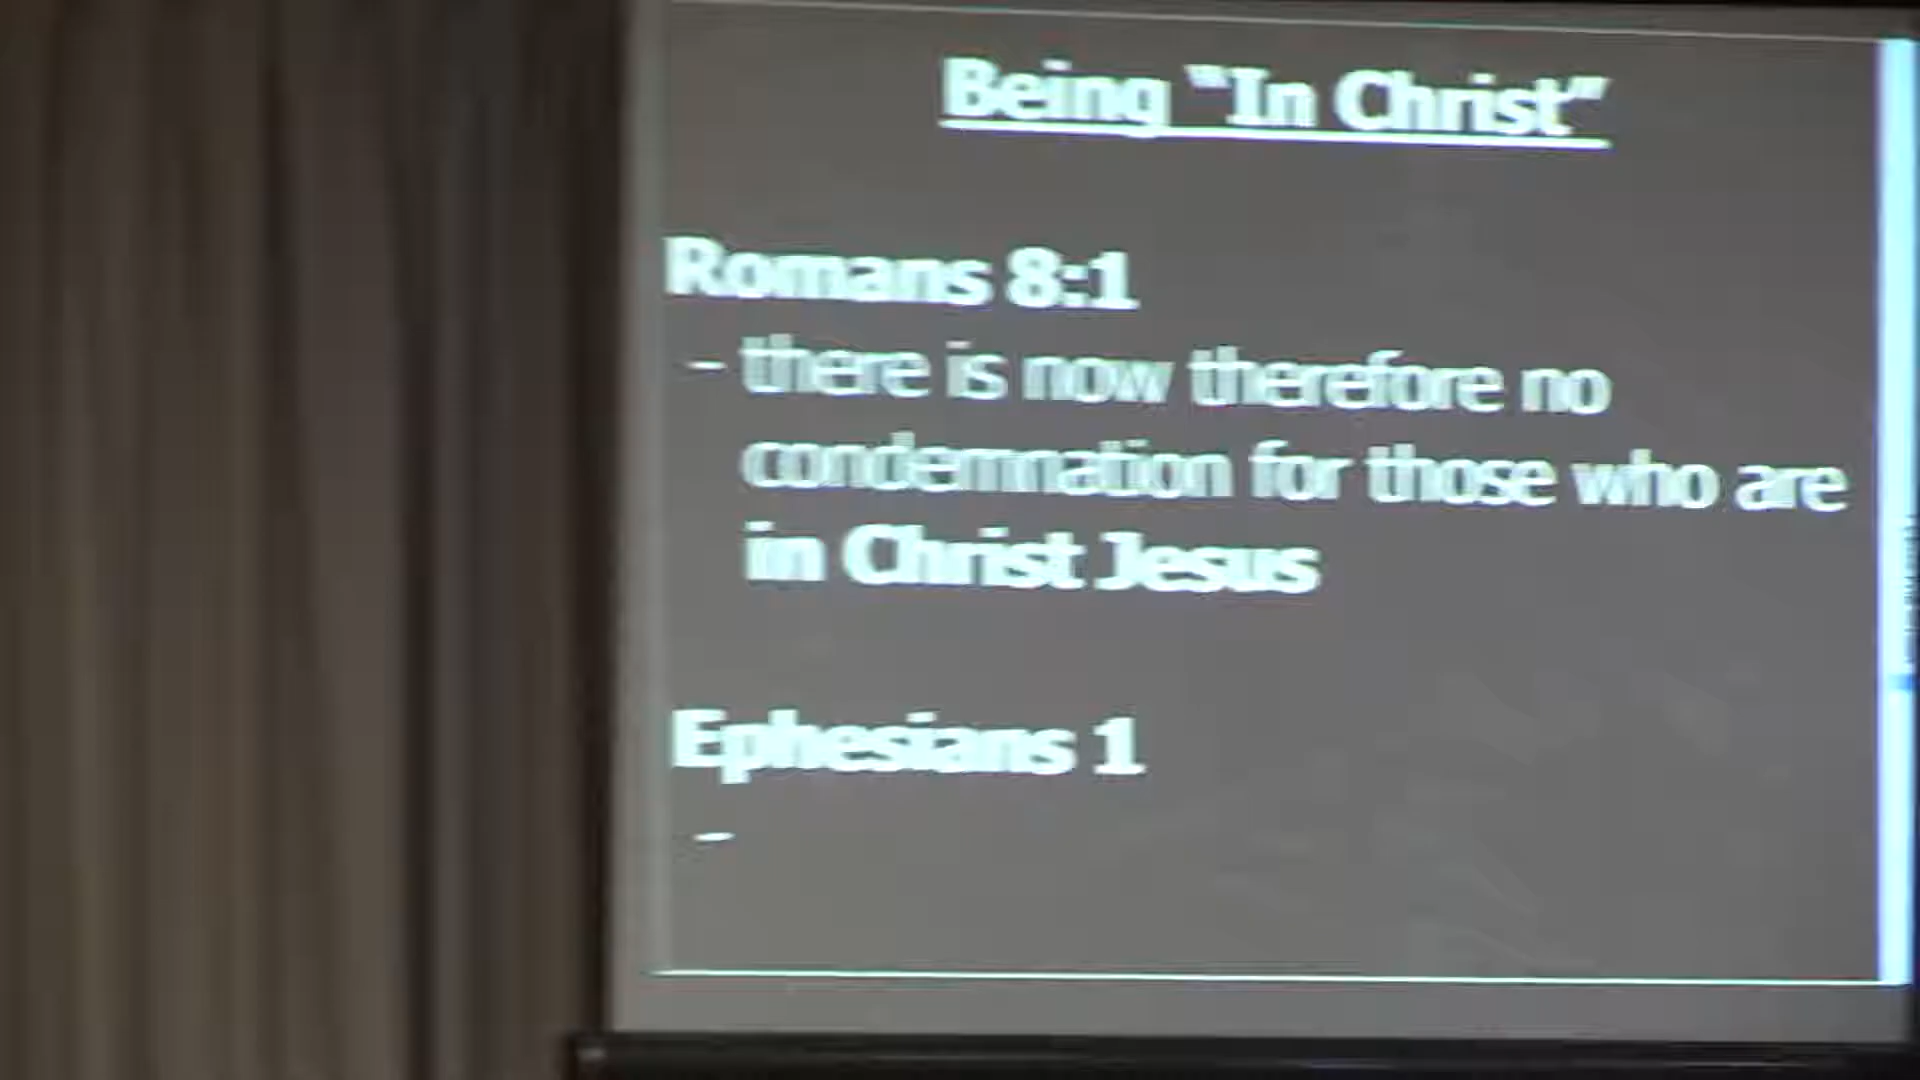 Being “In Christ”
Romans 8:1
- there is now therefore no
condemnation for those who are
in Christ Jesus
Ephesians 1
-